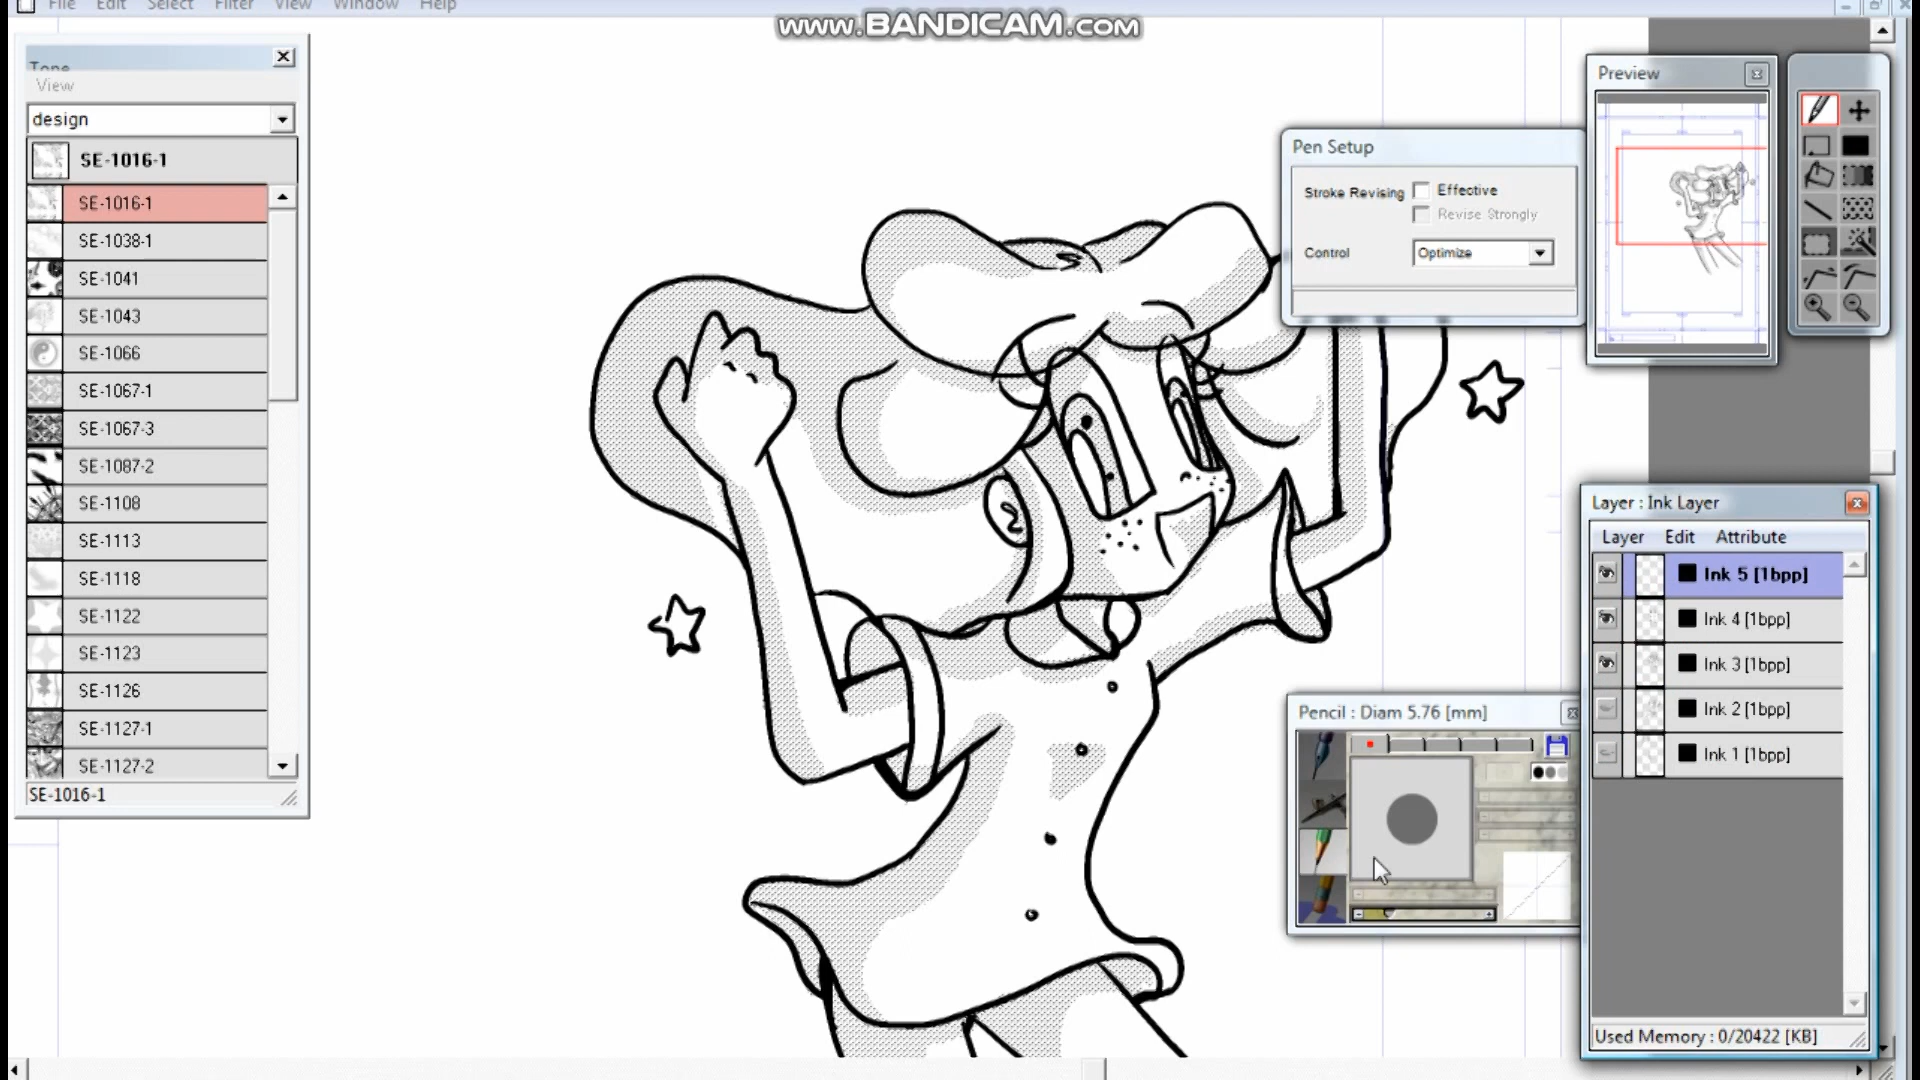 File Edit Select Filter View Window Help
www.BANDICAM.com
Tone
View
design
SE-1016-1
SE-1016-1
SE-1038-1
SE-1041
SE-1043
SE-1066
SE-1067-1
SE-1067-3
SE-1087-2
SE-1108
SE-1113
SE-1118
SE-1122
SE-1123
SE-1126
SE-1127-1
SE-1127-2
SE-1016-1
Pen Setup
Stroke Revising Effective
Revise Strongly
Control Optimize
Preview
Layer : Ink Layer
Layer Edit Attribute
Ink 5 [1bpp]
Ink 4 [1bpp]
Ink 3 [1bpp]
Ink 2 [1bpp]
Ink 1 [1bpp]
Used Memory : 0/20422 [KB]
Pencil : Diam 5.76 [mm]